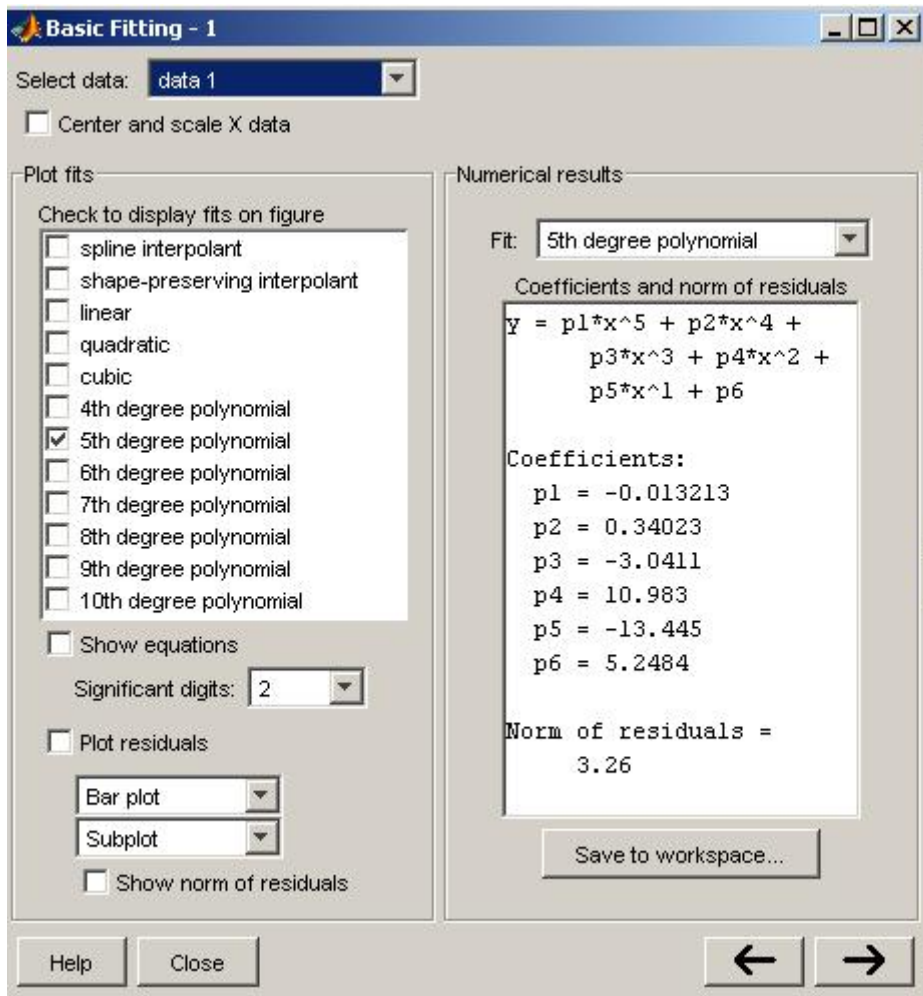 Basic Fitting - 1
Select data: data 1
Center and scale X data
Plot fits
Check to display fits on figure
spline interpolant
shape-preserving interpolant
linear
quadratic
cubic
4th degree polynomial
5th degree polynomial
6th degree polynomial
7th degree polynomial
8th degree polynomial
9th degree polynomial
10th degree polynomial
Show equations
Significant digits: 2
Plot residuals
Bar plot
Subplot
Show norm of residuals
Numerical results
Fit: 5th degree polynomial
Coefficients and norm of residuals
y = p1*x^5 + p2*x^4 +
p3*x^3 + p4*x^2 +
p5*x^1 + p6
Coefficients:
p1 = -0.013213
p2 = 0.34023
p3 = -3.0411
p4 = 10.983
p5 = -13.445
p6 = 5.2484
Norm of residuals =
3.26
Save to workspace...
Help Close